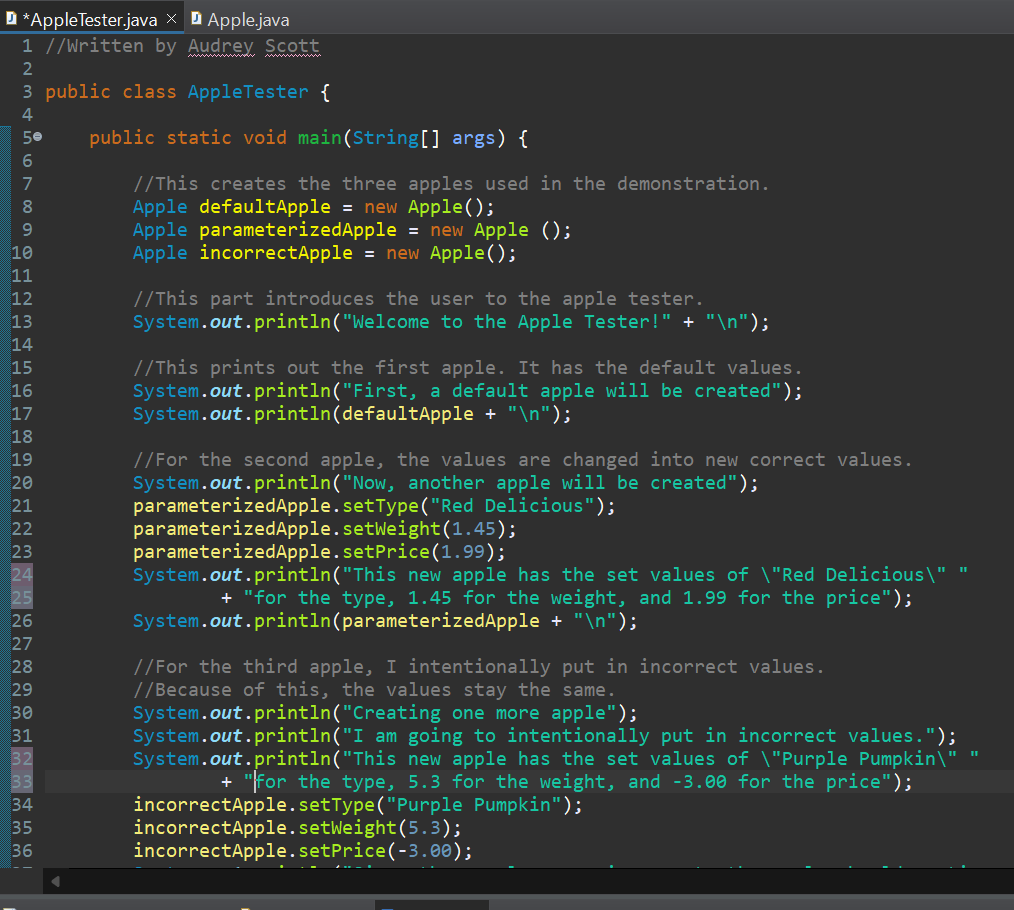 *AppleTester.java Apple.java
1 //Written by Audrey Scott
2
3 public class AppleTester {
4
5 public static void main(String[] args) {
6
7 //This creates the three apples used in the demonstration.
8 Apple defaultApple = new Apple();
9 Apple parameterizedApple = new Apple ();
10 Apple incorrectApple = new Apple();
11
12 //This part introduces the user to the apple tester.
13 System.out.println("Welcome to the Apple Tester!" + "\n");
14
15 //This prints out the first apple. It has the default values.
16 System.out.println("First, a default apple will be created");
17 System.out.println(defaultApple + "\n");
18
19 //For the second apple, the values are changed into new correct values.
20 System.out.println("Now, another apple will be created");
21 parameterizedApple.setType("Red Delicious");
22 parameterizedApple.setWeight(1.45);
23 parameterizedApple.setPrice(1.99);
24 System.out.println("This new apple has the set values of \"Red Delicious\" "
25 + "for the type, 1.45 for the weight, and 1.99 for the price");
26 System.out.println(parameterizedApple + "\n");
27
28 //For the third apple, I intentionally put in incorrect values.
29 //Because of this, the values stay the same.
30 System.out.println("Creating one more apple");
31 System.out.println("I am going to intentionally put in incorrect values.");
32 System.out.println("This new apple has the set values of \"Purple Pumpkin\" "
33 + "for the type, 5.3 for the weight, and -3.00 for the price");
34 incorrectApple.setType("Purple Pumpkin");
35 incorrectApple.setWeight(5.3);
36 incorrectApple.setPrice(-3.00);